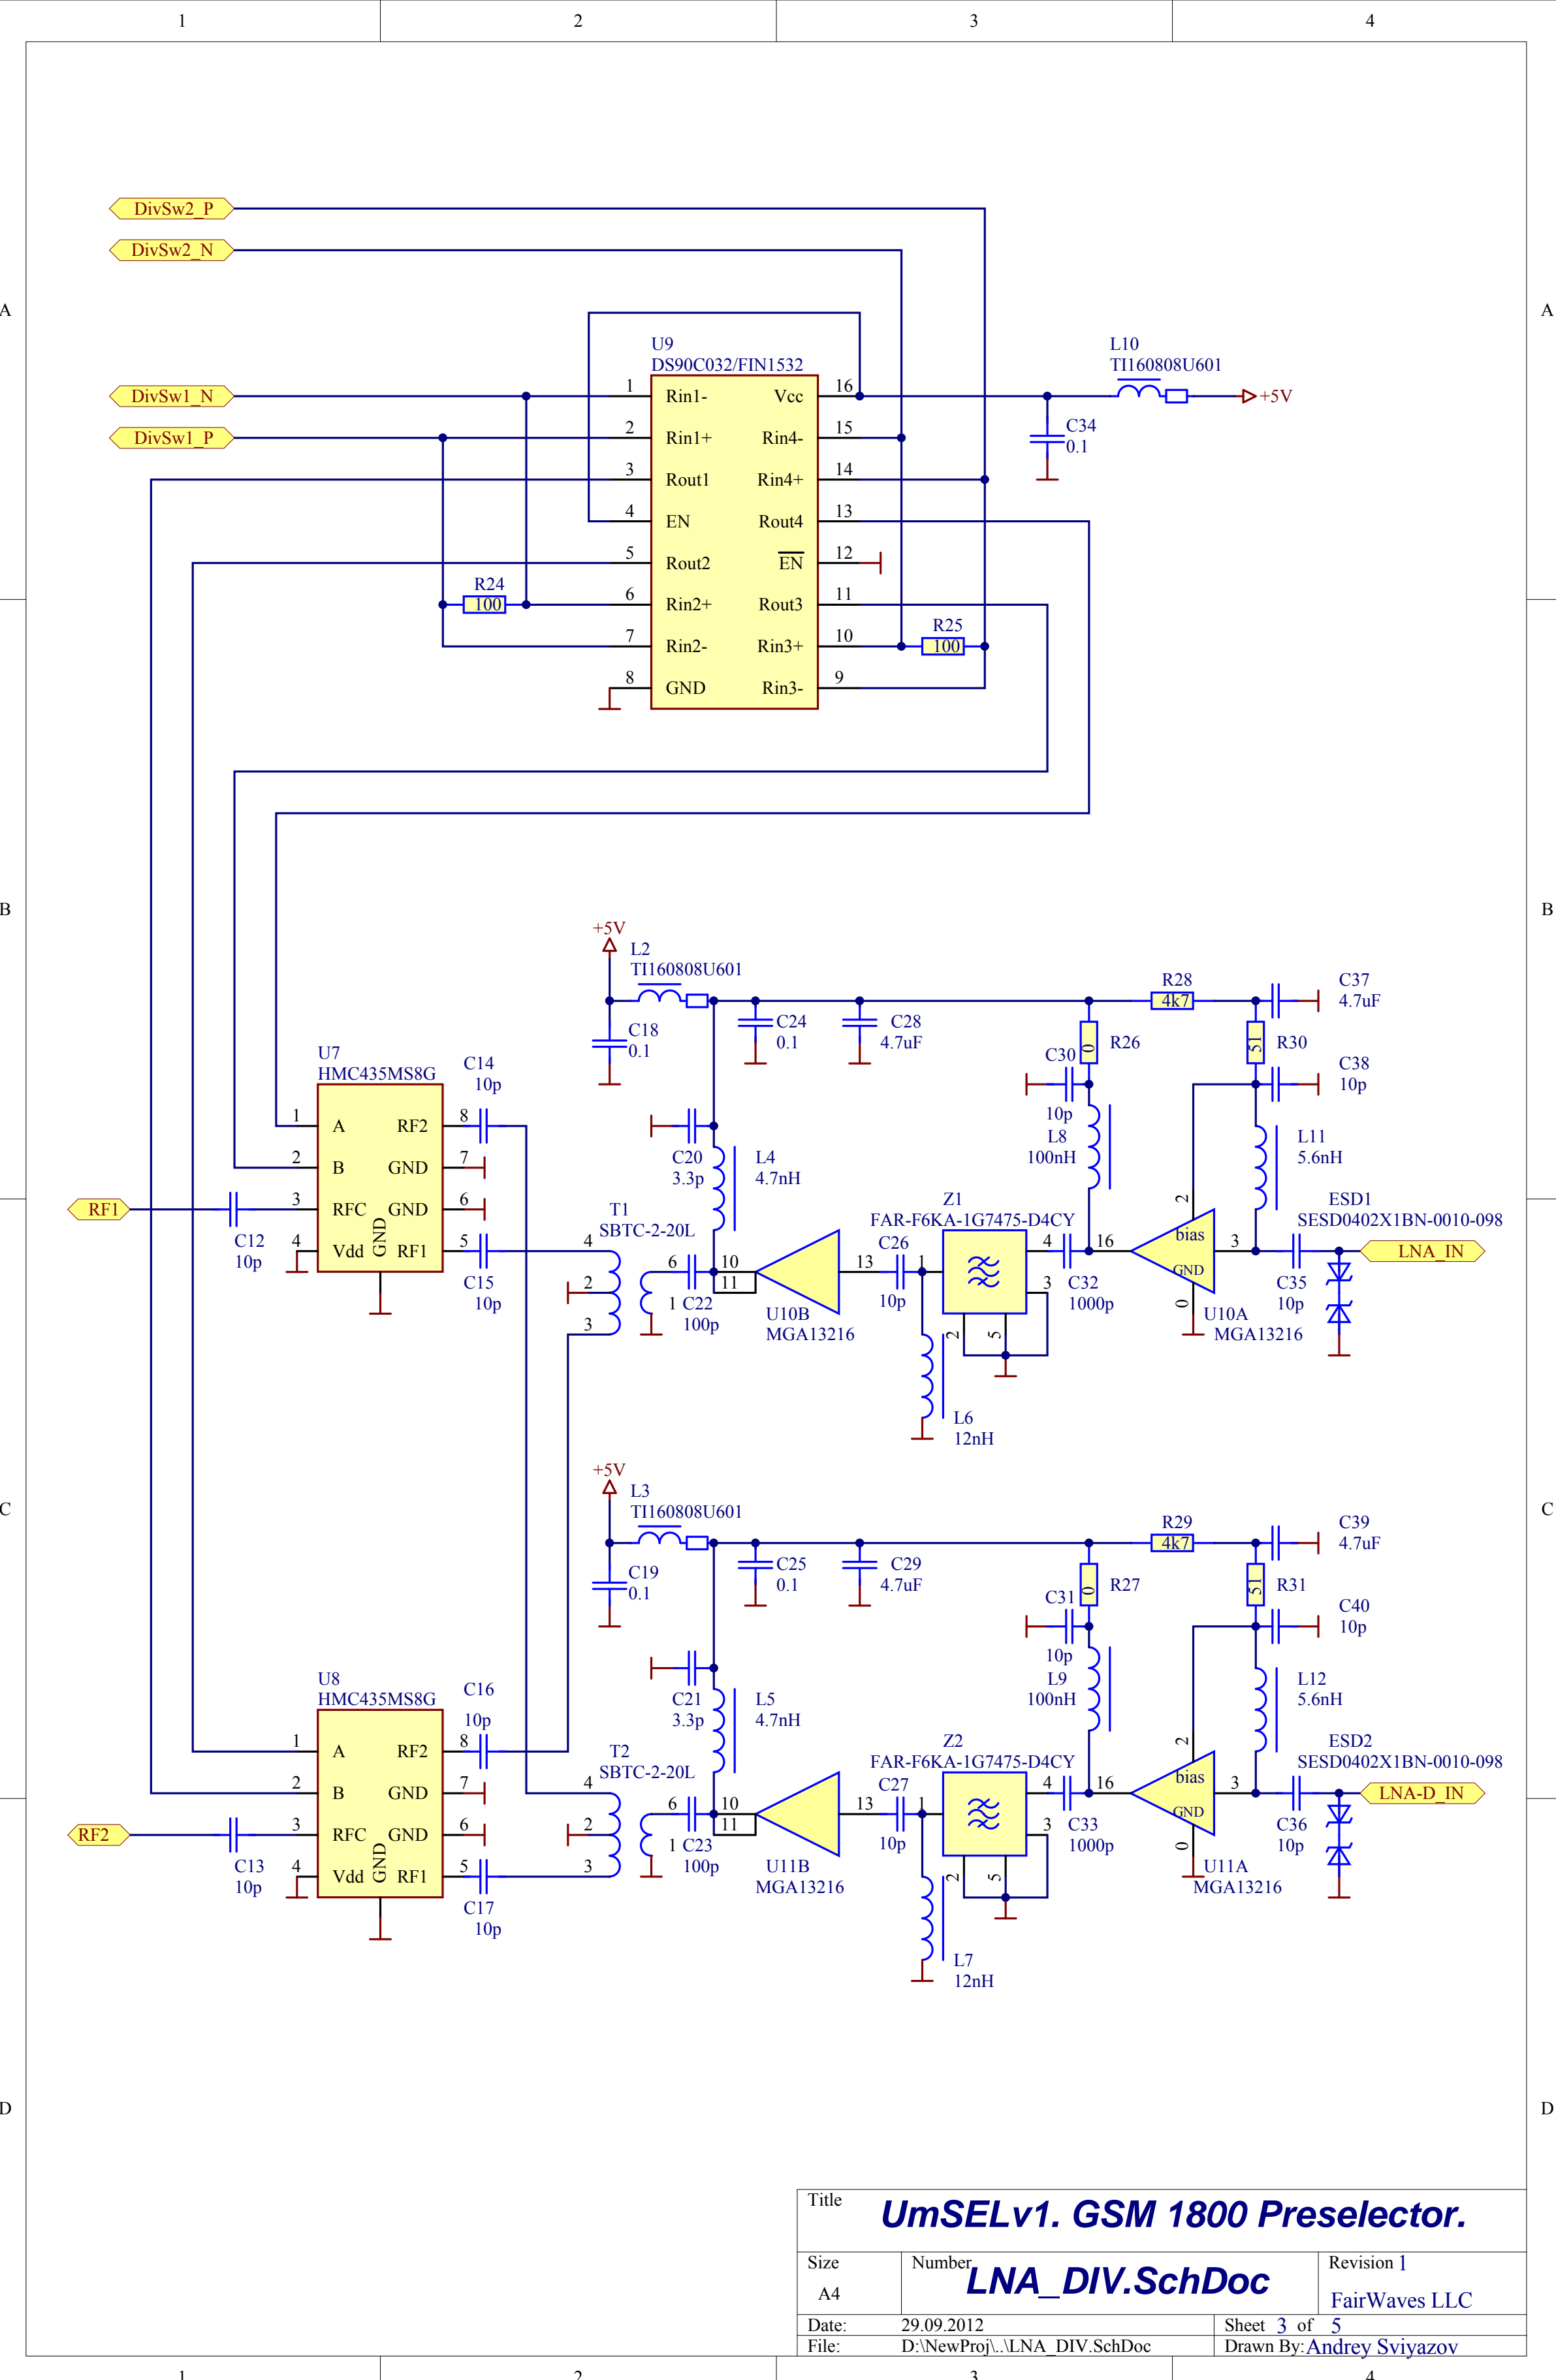 1 2 3 4
DivSw2_P
DivSw2_N
A A
U9
DS90C032/FIN1532
L10
TI160808U601
DivSw1_N 1 Rin1- Vcc 16 +5V
DivSw1_P 2 Rin1+ Rin4- 15
C34
0.1
3 Rout1 Rin4+ 14
4 EN Rout4 13
5 Rout2 EN 12
R24
100
6 Rin2+ Rout3 11
R25
100
7 Rin2- Rin3+ 10
8 GND Rin3- 9
B B
+5V
L2
TI160808U601
R28
4k7
C37
4.7uF
C18
0.1
C24
0.1
C28
4.7uF
0
R26
51
R30
U7
HMC435MS8G
C14
10p
C30
10p
C38
10p
1 A RF2 8
2 B GND 7
RF1 3 RFC GND 6
4 Vdd GND RF1 5
C12
10p
C15
10p
C20
3.3p
L4
4.7nH
L8
100nH
L11
5.6nH
T1
SBTC-2-20L
4
2
3
6
1
C22
100p
10
11
U10B
MGA13216
13
C26
10p
Z1
FAR-F6KA-1G7475-D4CY
1
4
3
2
5
C32
1000p
16
2
bias
GND
3
0
U10A
MGA13216
C35
10p
ESD1
SESD0402X1BN-0010-098
LNA_IN
L6
12nH
C C
+5V
L3
TI160808U601
R29
4k7
C39
4.7uF
C19
0.1
C25
0.1
C29
4.7uF
0
R27
51
R31
C31
10p
C40
10p
U8
HMC435MS8G
C16
10p
C21
3.3p
L5
4.7nH
L9
100nH
L12
5.6nH
1 A RF2 8
2 B GND 7
RF2 3 RFC GND 6
4 Vdd GND RF1 5
C13
10p
C17
10p
T2
SBTC-2-20L
4
2
3
6
1
C23
100p
10
11
U11B
MGA13216
13
C27
10p
Z2
FAR-F6KA-1G7475-D4CY
1
4
3
2
5
C33
1000p
16
2
bias
GND
3
0
U11A
MGA13216
C36
10p
ESD2
SESD0402X1BN-0010-098
LNA-D_IN
L7
12nH
D D
Title UmSELv1. GSM 1800 Preselector.
Size Number Revision 1
A4 LNA_DIV.SchDoc FairWaves LLC
Date: 29.09.2012 Sheet 3 of 5
File: D:\NewProj\..\LNA_DIV.SchDoc Drawn By: Andrey Sviyazov
1 2 3 4